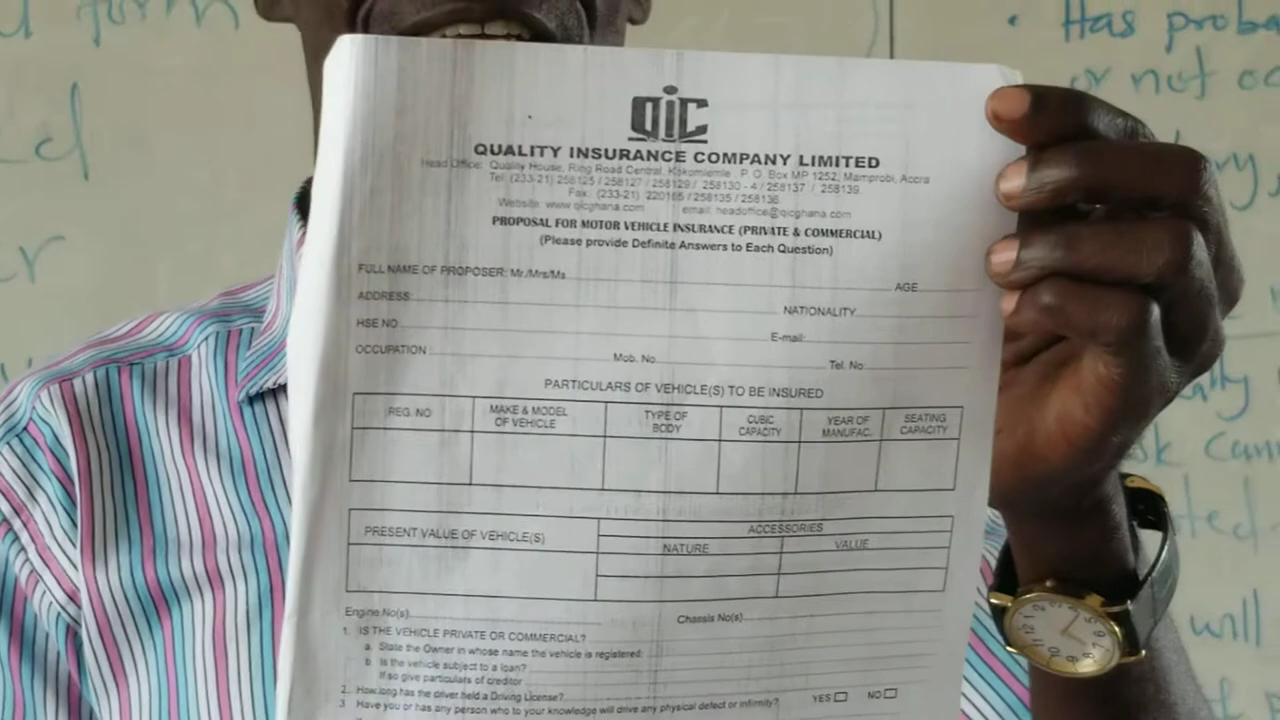 d form
• Has proba
or not oc
QIC
QUALITY INSURANCE COMPANY LIMITED
Head Office: Quality House, Ring Road Central, Kokomlemle. P. O. Box MP 1252, Mamprobi, Accra
Tel: (233-21) 258125 / 258127 / 258129 / 258130 - 4 / 258137 / 258139.
Fax: (233-21) 220165 / 258135 / 258136
Website: www.qicghana.com email: headoffice@qicghana.com
PROPOSAL FOR MOTOR VEHICLE INSURANCE (PRIVATE & COMMERCIAL)
(Please provide Definite Answers to Each Question)
FULL NAME OF PROPOSER: Mr./Mrs/Ms AGE
ADDRESS: NATIONALITY
HSE NO E-mail:
OCCUPATION: Mob. No. Tel. No
PARTICULARS OF VEHICLE(S) TO BE INSURED
REG. NO
MAKE & MODEL
OF VEHICLE
TYPE OF
BODY
CUBIC
CAPACITY
YEAR OF
MANUFAC.
SEATING
CAPACITY
PRESENT VALUE OF VEHICLE(S)
ACCESSORIES
NATURE
VALUE
Engine No(s) Chassis No(s)
1. IS THE VEHICLE PRIVATE OR COMMERCIAL?
a. State the Owner in whose name the vehicle is registered:
b. Is the vehicle subject to a loan?
If so give particulars of creditor
2. How long has the driver held a Driving License? YES NO
3 Have you or has any person who to your knowledge will drive any physical defect or infirmity?
will